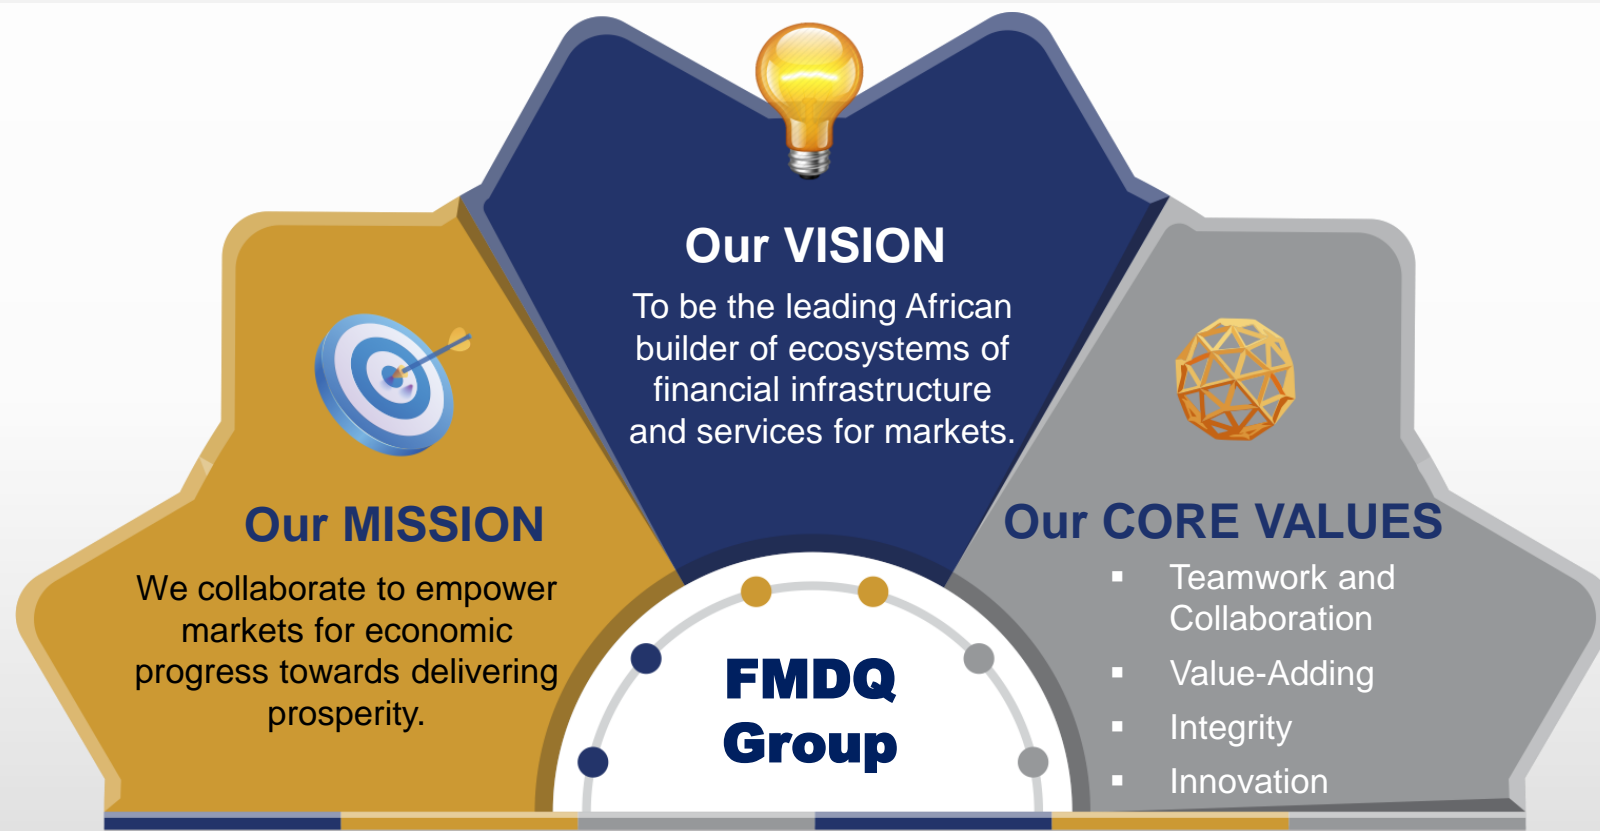 Our VISION
To be the leading African
builder of ecosystems of
financial infrastructure
and services for markets.
Our MISSION
We collaborate to empower
markets for economic
progress towards delivering
prosperity.
Our CORE VALUES
▪ Teamwork and
Collaboration
▪ Value-Adding
▪ Integrity
▪ Innovation
FMDQ
Group